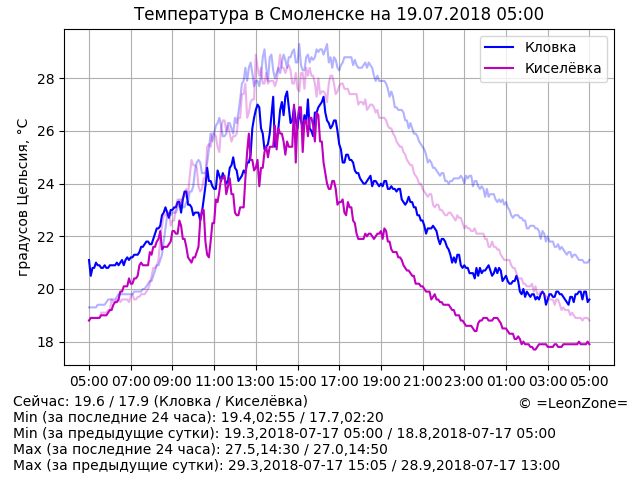 Температура в Смоленске на 19.07.2018 05:00
Кловка
Киселёвка
градусов Цельсия, °C
28
26
24
22
20
18
05:00 07:00 09:00 11:00 13:00 15:00 17:00 19:00 21:00 23:00 01:00 03:00 05:00
Сейчас: 19.6 / 17.9 (Кловка / Киселёвка)
© =LeonZone=
Min (за последние 24 часа): 19.4,02:55 / 17.7,02:20
Min (за предыдущие сутки): 19.3,2018-07-17 05:00 / 18.8,2018-07-17 05:00
Max (за последние 24 часа): 27.5,14:30 / 27.0,14:50
Max (за предыдущие сутки): 29.3,2018-07-17 15:05 / 28.9,2018-07-17 13:00